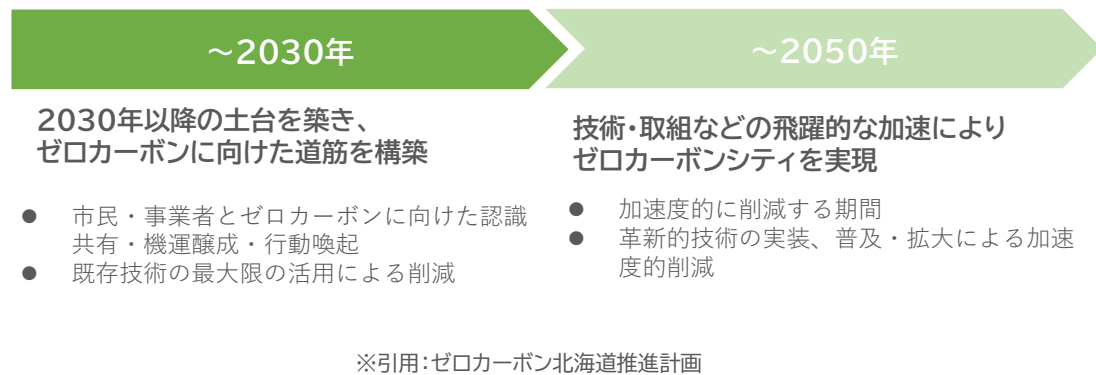 ～2030年
～2050年
2030年以降の土台を築き、
ゼロカーボンに向けた道筋を構築
● 市民・事業者とゼロカーボンに向けた認識
共有・機運醸成・行動喚起
● 既存技術の最大限の活用による削減
技術・取組などの飛躍的な加速により
ゼロカーボンシティを実現
● 加速度的に削減する期間
● 革新的技術の実装、普及・拡大による加速
度的削減
※引用：ゼロカーボン北海道推進計画